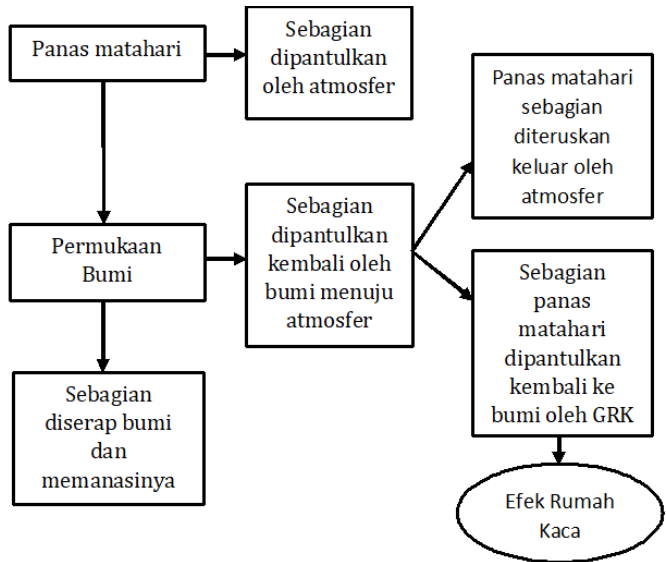 Panas matahari
Sebagian
dipantulkan
oleh atmosfer
Panas matahari
sebagian
diteruskan
keluar oleh
atmosfer
Permukaan
Bumi
Sebagian
dipantulkan
kembali oleh
bumi menuju
atmosfer
Sebagian
panas
matahari
dipantulkan
kembali ke
bumi oleh GRK
Sebagian
diserap bumi
dan
memanasinya
Efek Rumah
Kaca